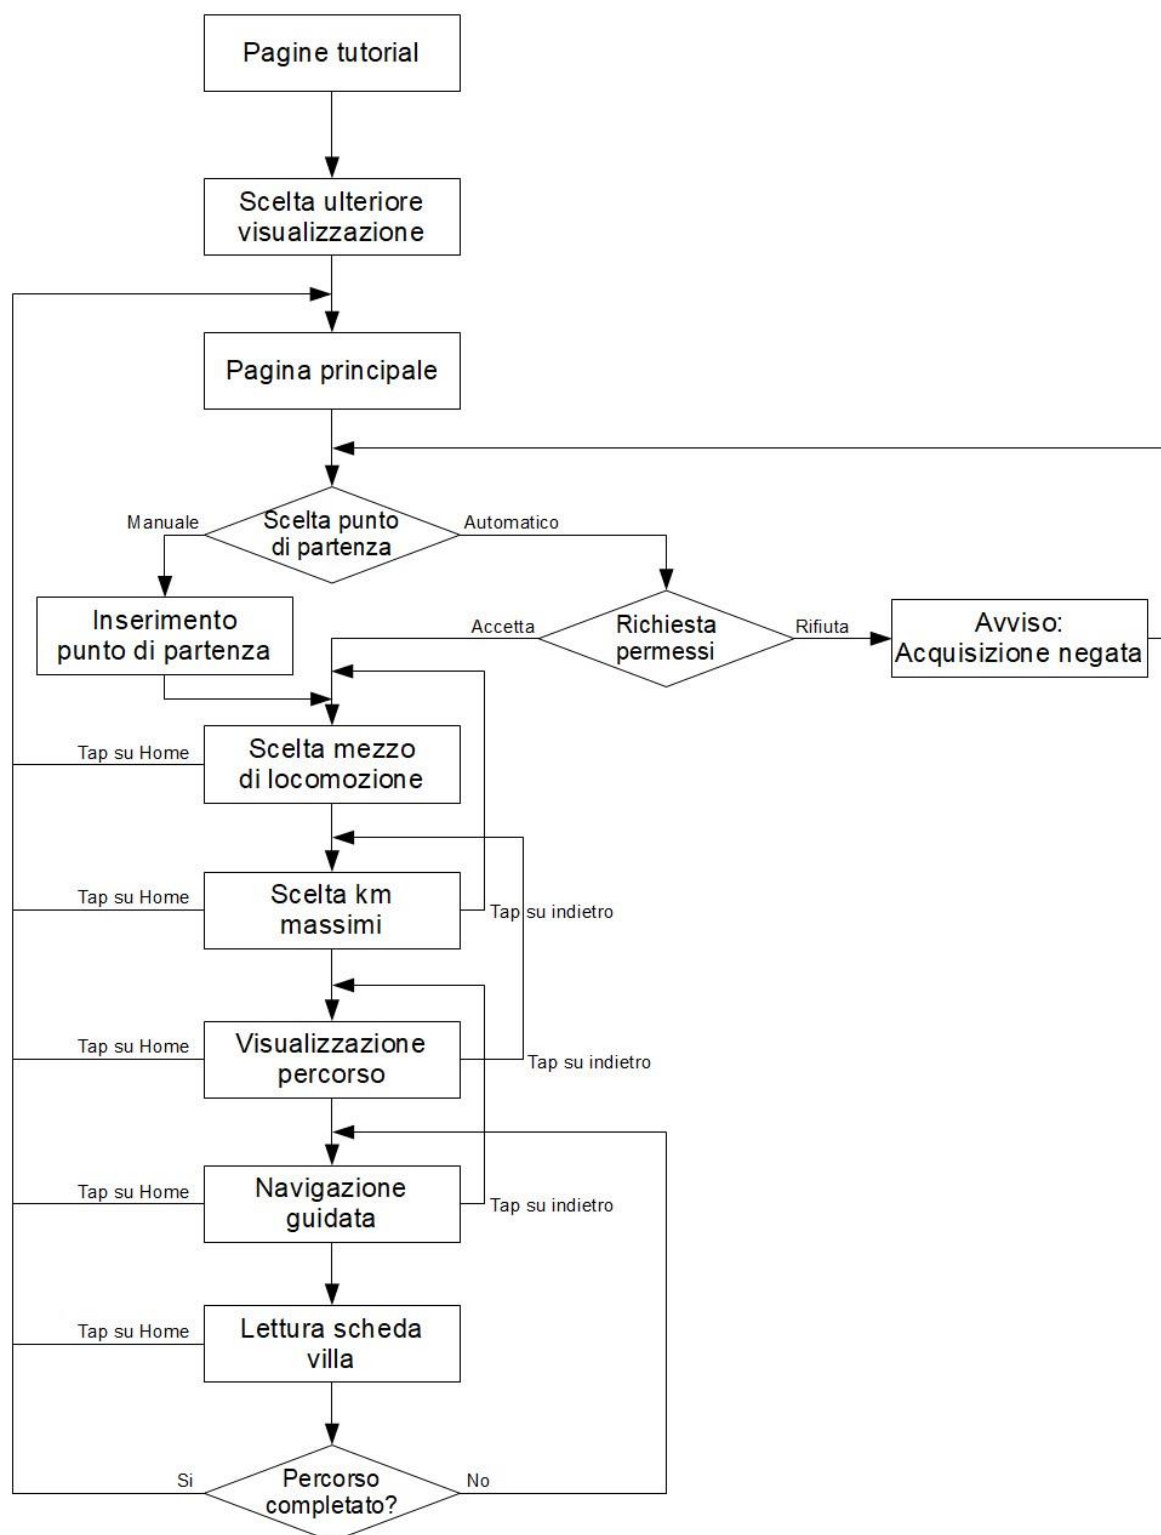 Pagine tutorial
Scelta ulteriore
visualizzazione
Pagina principale
Manuale
Scelta punto
di partenza
Automatico
Inserimento
punto di partenza
Accetta
Richiesta
permessi
Rifiuta
Avviso:
Acquisizione negata
Tap su Home
Scelta mezzo
di locomozione
Tap su Home
Scelta km
massimi
Tap su indietro
Tap su Home
Visualizzazione
percorso
Tap su indietro
Tap su Home
Navigazione
guidata
Tap su indietro
Tap su Home
Lettura scheda
villa
Si
Percorso
completato?
No